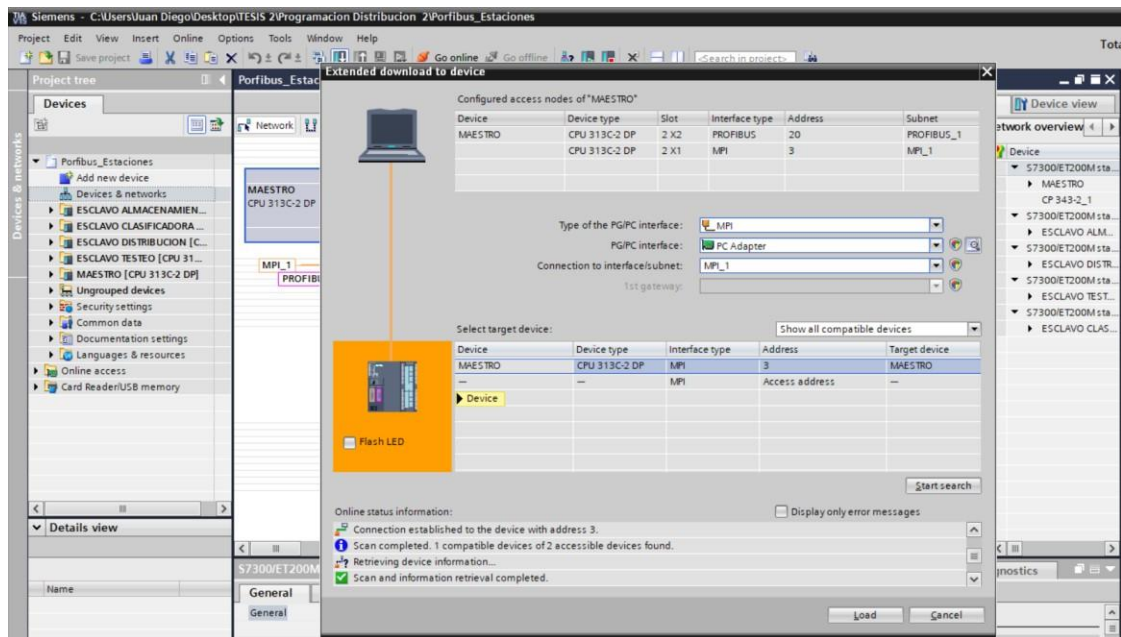 Siemens - C:\Users\Juan Diego\Desktop\TESIS 2\Programacion Distribucion 2\Porfibus_Estaciones
Project Edit View Insert Online Options Tools Window Help
Save project Go online Go offline <Search in project>
Project tree
Porfibus_Estac
Devices
Network
Porfibus_Estaciones
Add new device
Devices & networks
ESCLAVO ALMACENAMIEN...
ESCLAVO CLASIFICADORA ...
ESCLAVO DISTRIBUCION [C...
ESCLAVO TESTEO [CPU 31...
MAESTRO [CPU 313C-2 DP]
Ungrouped devices
Security settings
Common data
Documentation settings
Languages & resources
Online access
Card Reader/USB memory
Devices & networks
Details view
Name
MAESTRO
CPU 313C-2 DP
MPI_1
PROFIB
S7300/ET200M
General
General
Extended download to device
Configured access nodes of "MAESTRO"
Device Device type Slot Interface type Address Subnet
MAESTRO CPU 313C-2 DP 2 X2 PROFIBUS 20 PROFIBUS_1
CPU 313C-2 DP 2 X1 MPI 3 MPI_1
Type of the PG/PC interface: MPI
PG/PC interface: PC Adapter
Connection to interface/subnet: MPI_1
1st gateway:
Select target device: Show all compatible devices
Device Device type Interface type Address Target device
MAESTRO CPU 313C-2 DP MPI 3 MAESTRO
— — MPI Access address —
Device
Flash LED
Start search
Online status information: Display only error messages
Connection established to the device with address 3.
Scan completed. 1 compatible devices of 2 accessible devices found.
Retrieving device information...
Scan and information retrieval completed.
Load Cancel
Tota
Device view
etwork overview
Device
S7300/ET200M sta...
MAESTRO
CP 343-2_1
S7300/ET200M sta...
ESCLAVO ALM...
S7300/ET200M sta...
ESCLAVO DISTR...
S7300/ET200M sta...
ESCLAVO TEST...
S7300/ET200M sta...
ESCLAVO CLAS...
gnostics